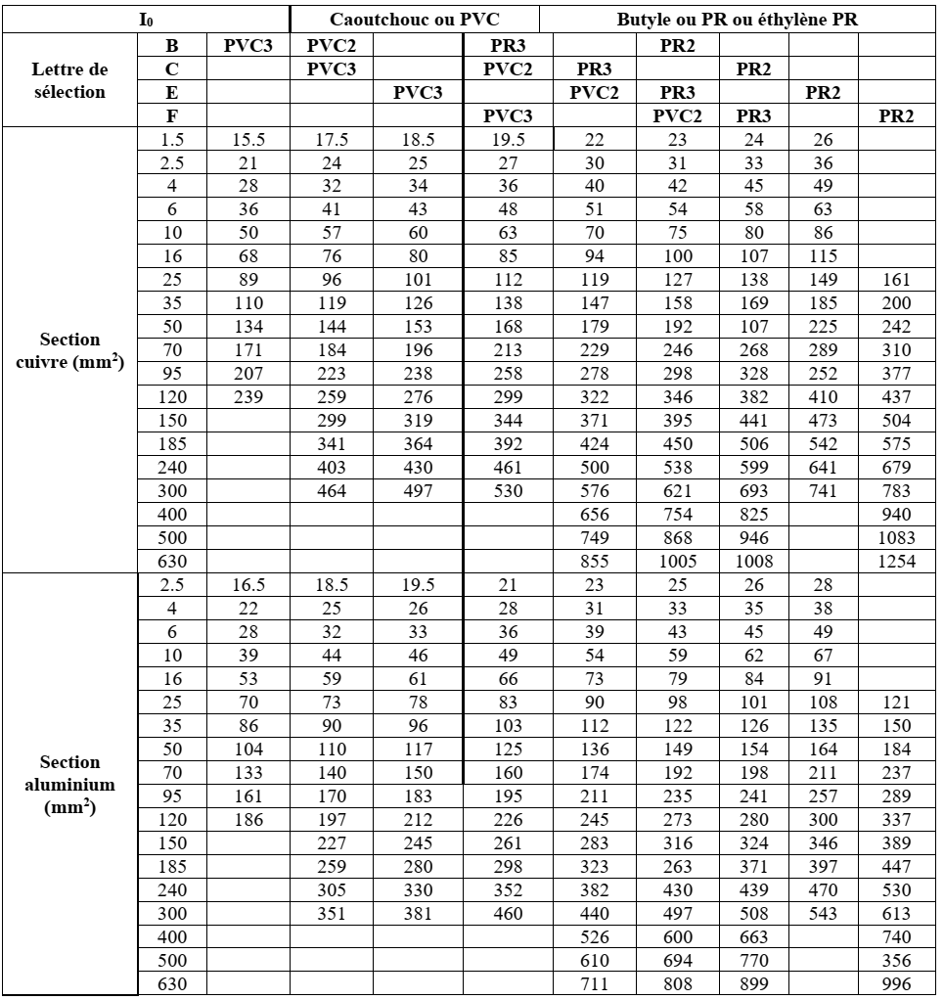 I₀ Caoutchouc ou PVC Butyle ou PR ou éthylène PR
Lettre de sélection
B PVC3 PVC2 PR3 PR2
C PVC3 PVC2 PR3 PR2
E PVC3 PVC2 PR3 PR2
F PVC3 PVC2 PR3 PR2
Section cuivre (mm²)
1.5 15.5 17.5 18.5 19.5 22 23 24 26
2.5 21 24 25 27 30 31 33 36
4 28 32 34 36 40 42 45 49
6 36 41 43 48 51 54 58 63
10 50 57 60 63 70 75 80 86
16 68 76 80 85 94 100 107 115
25 89 96 101 112 119 127 138 149 161
35 110 119 126 138 147 158 169 185 200
50 134 144 153 168 179 192 107 225 242
70 171 184 196 213 229 246 268 289 310
95 207 223 238 258 278 298 328 252 377
120 239 259 276 299 322 346 382 410 437
150 299 319 344 371 395 441 473 504
185 341 364 392 424 450 506 542 575
240 403 430 461 500 538 599 641 679
300 464 497 530 576 621 693 741 783
400 656 754 825 940
500 749 868 946 1083
630 855 1005 1008 1254
Section aluminium (mm²)
2.5 16.5 18.5 19.5 21 23 25 26 28
4 22 25 26 28 31 33 35 38
6 28 32 33 36 39 43 45 49
10 39 44 46 49 54 59 62 67
16 53 59 61 66 73 79 84 91
25 70 73 78 83 90 98 101 108 121
35 86 90 96 103 112 122 126 135 150
50 104 110 117 125 136 149 154 164 184
70 133 140 150 160 174 192 198 211 237
95 161 170 183 195 211 235 241 257 289
120 186 197 212 226 245 273 280 300 337
150 227 245 261 283 316 324 346 389
185 259 280 298 323 263 371 397 447
240 305 330 352 382 430 439 470 530
300 351 381 460 440 497 508 543 613
400 526 600 663 740
500 610 694 770 356
630 711 808 899 996